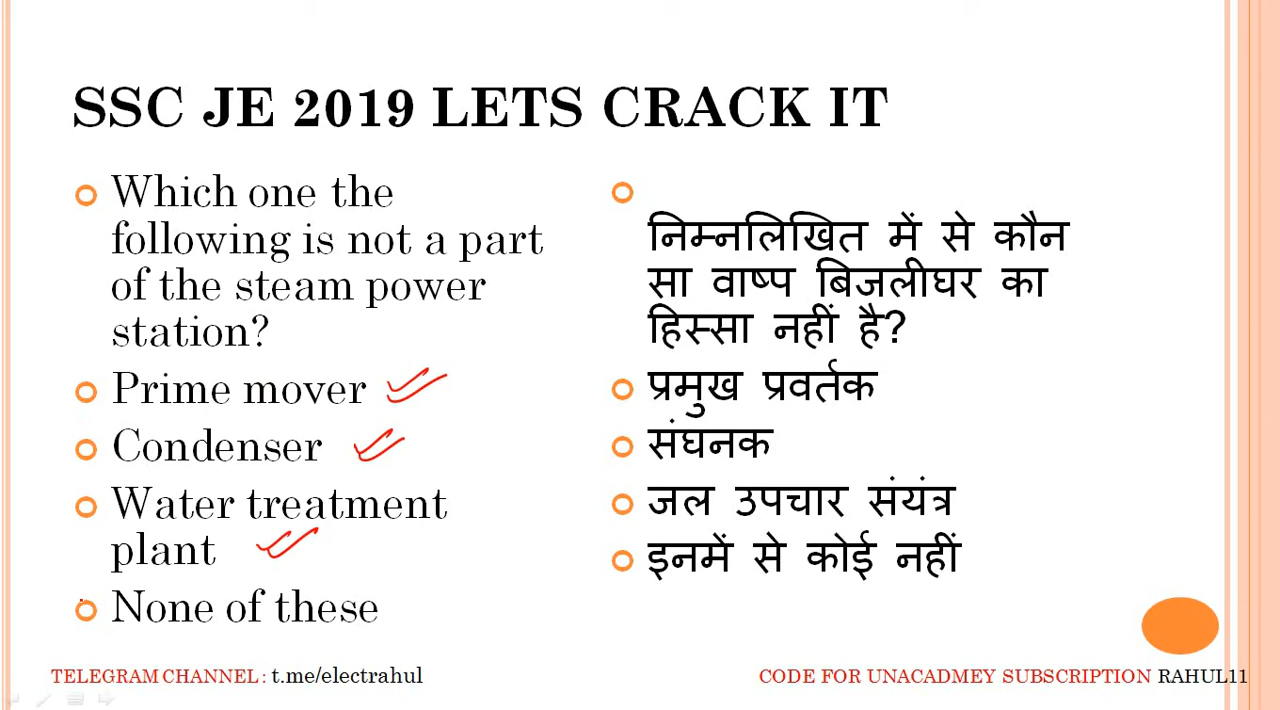 SSC JE 2019 LETS CRACK IT
Which one the
following is not a part
of the steam power
station?
Prime mover
Condenser
Water treatment
plant
None of these
निम्नलिखित में से कौन
सा वाष्प बिजलीघर का
हिस्सा नहीं है?
प्रमुख प्रवर्तक
संघनक
जल उपचार संयंत्र
इनमें से कोई नहीं
TELEGRAM CHANNEL: t.me/electrahul
CODE FOR UNACADMEY SUBSCRIPTION RAHUL11